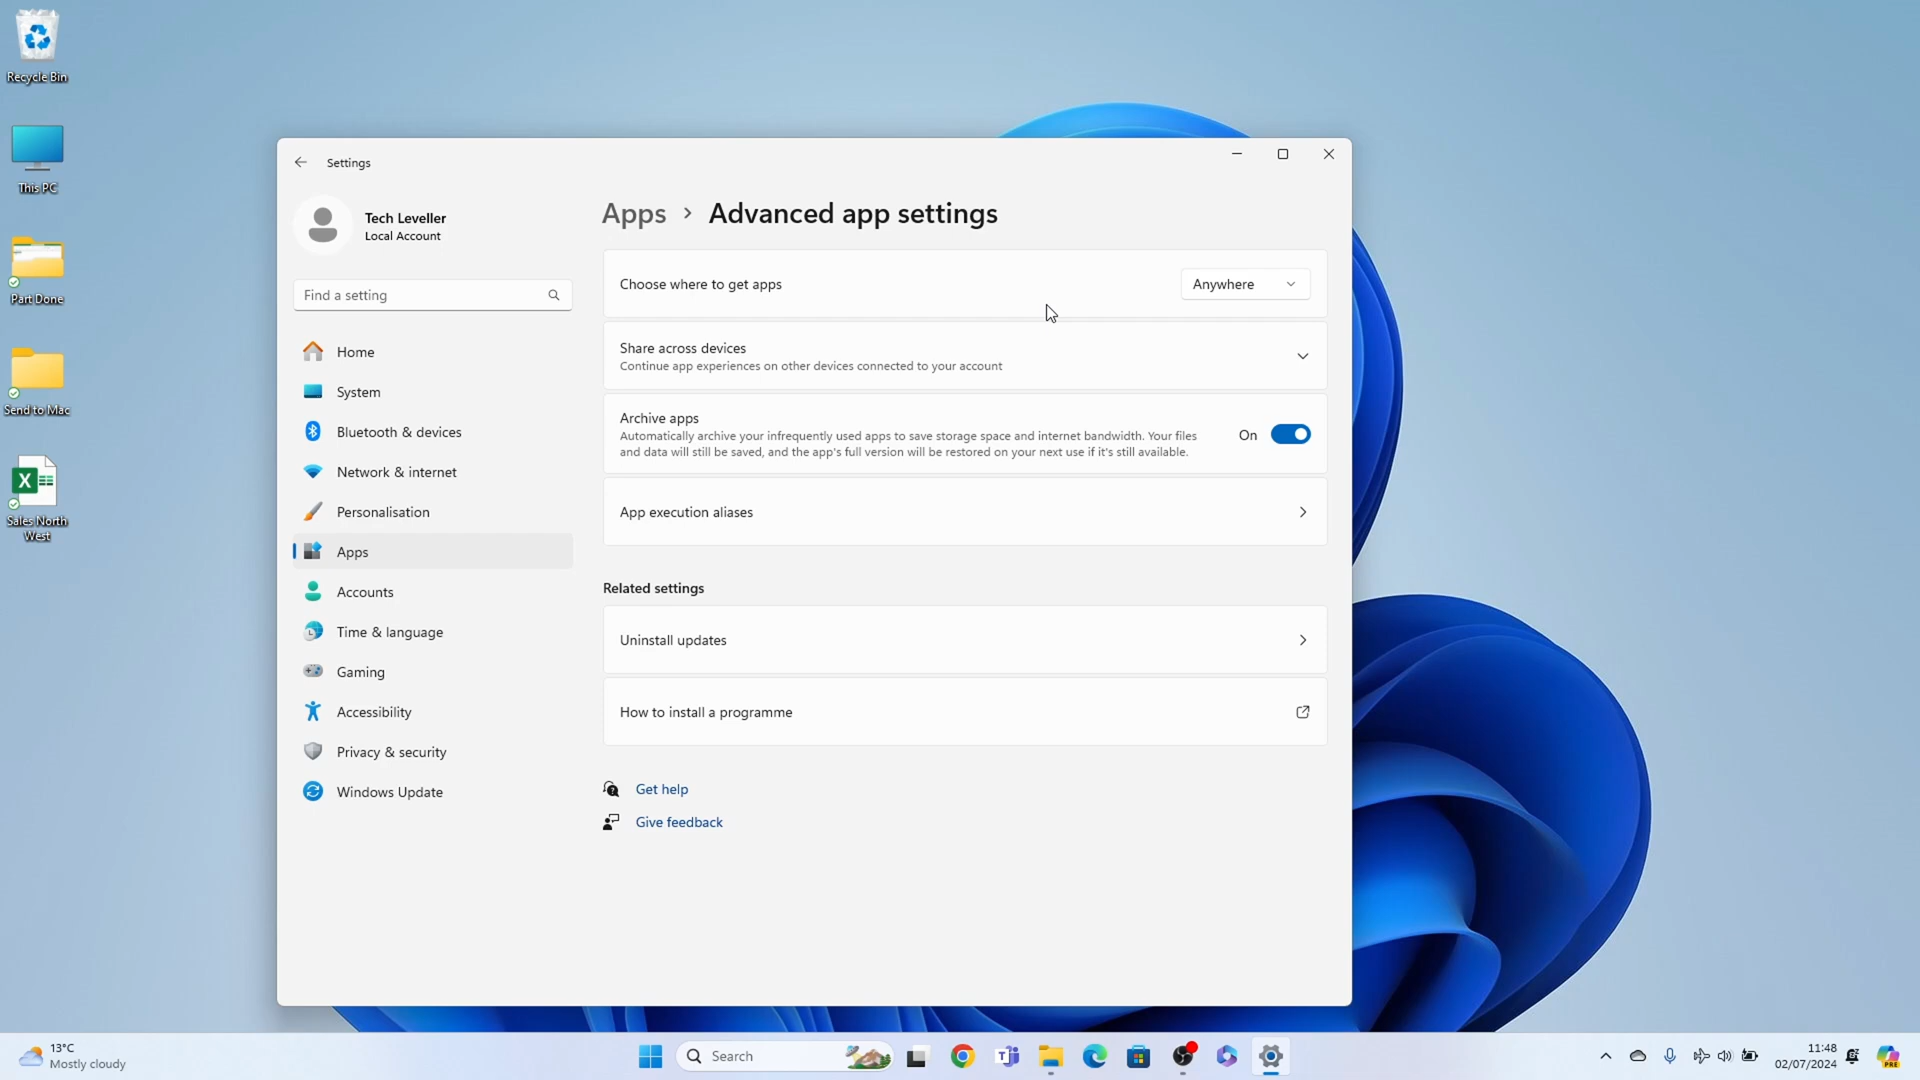 Recycle Bin
This PC
Part Done
Send to Mac
Sales North
West
Settings
Tech Leveller
Local Account
Find a setting
Home
System
Bluetooth & devices
Network & internet
Personalisation
Apps
Accounts
Time & language
Gaming
Accessibility
Privacy & security
Windows Update
Apps > Advanced app settings
Choose where to get apps
Anywhere
Share across devices
Continue app experiences on other devices connected to your account
Archive apps
Automatically archive your infrequently used apps to save storage space and internet bandwidth. Your files
and data will still be saved, and the app's full version will be restored on your next use if it's still available.
On
App execution aliases
Related settings
Uninstall updates
How to install a programme
Get help
Give feedback
13°C
Mostly cloudy
Search
11:48
02/07/2024
PRE